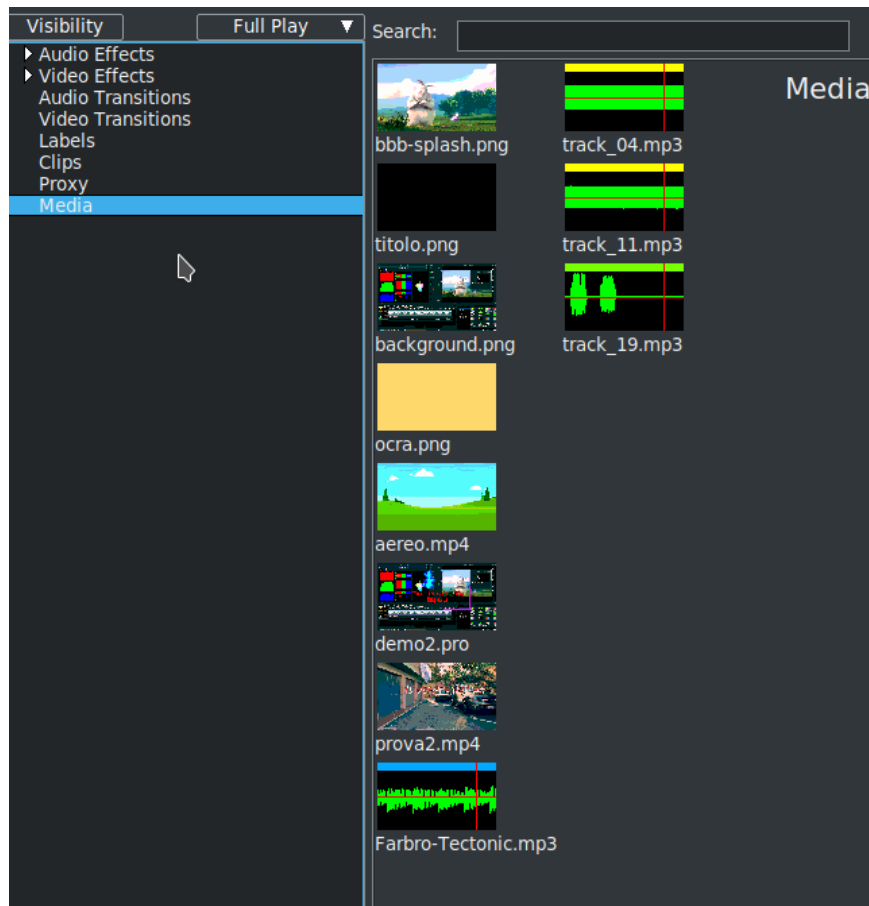 Visibility
Full Play
Search:
Audio Effects
Video Effects
Audio Transitions
Video Transitions
Labels
Clips
Proxy
Media
Media
bbb-splash.png
track_04.mp3
titolo.png
track_11.mp3
background.png
track_19.mp3
ocra.png
aereo.mp4
demo2.pro
prova2.mp4
Farbro-Tectonic.mp3